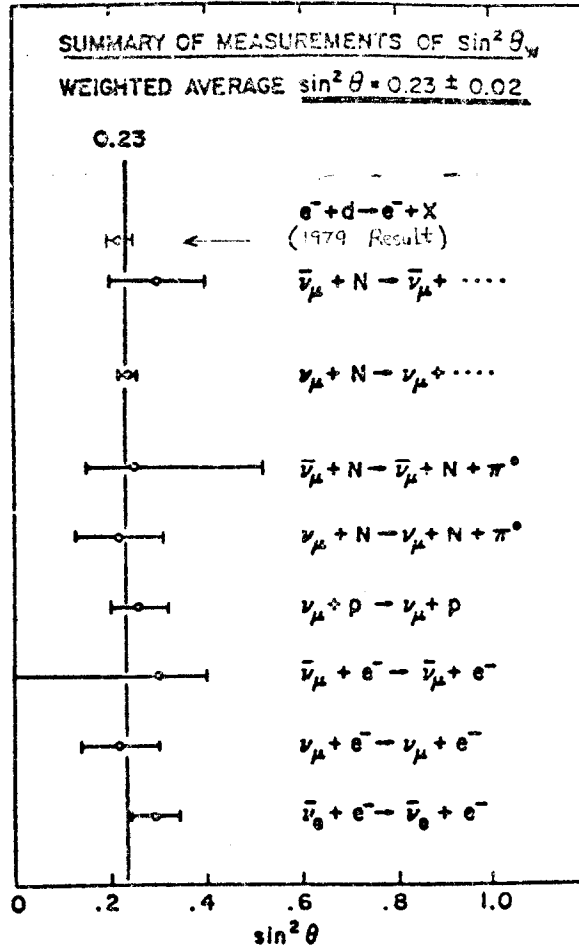 SUMMARY OF MEASUREMENTS OF sin² θ_w
WEIGHTED AVERAGE sin² θ = 0.23 ± 0.02
0.23
e⁻ + d → e⁻ + X
(1979 Result)
←
ν̄_μ + N → ν̄_μ + ····
ν_μ + N → ν_μ + ····
ν̄_μ + N → ν̄_μ + N + π°
ν_μ + N → ν_μ + N + π°
ν_μ + p → ν_μ + p
ν̄_μ + e⁻ → ν̄_μ + e⁻
ν_μ + e⁻ → ν_μ + e⁻
ν̄_e + e⁻ → ν̄_e + e⁻
0 .2 .4 .6 .8 1.0
sin² θ